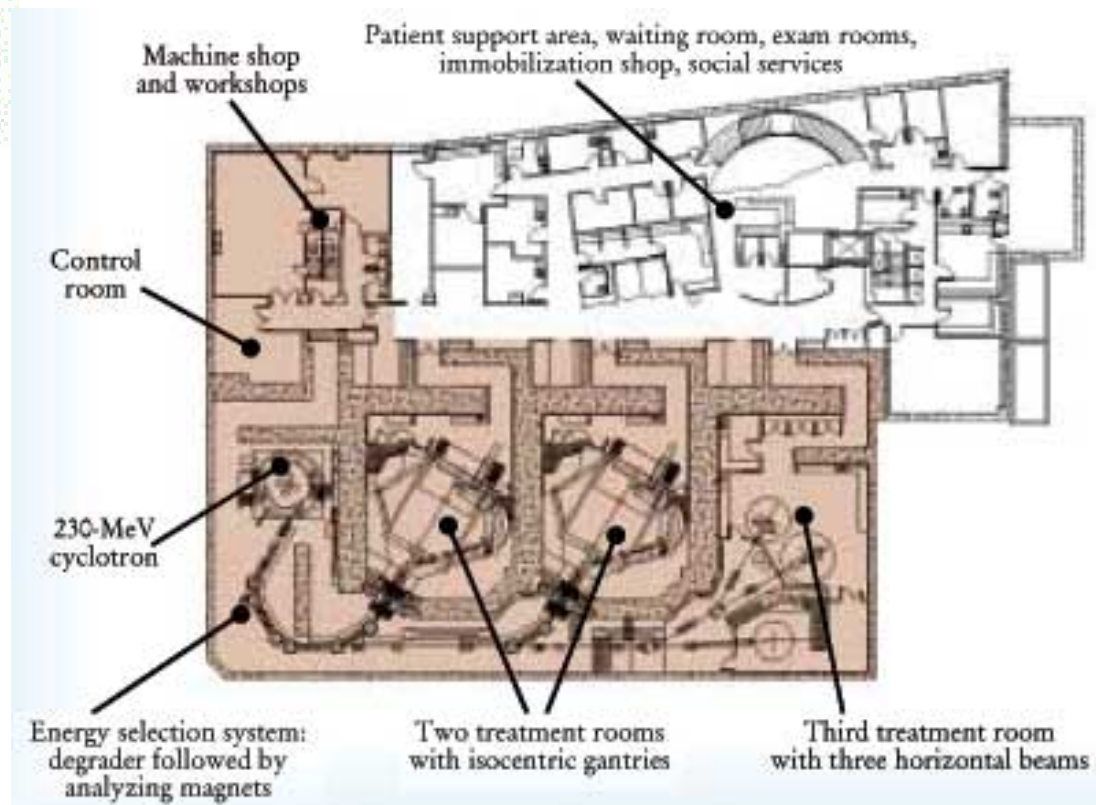 Machine shop
and workshops
Patient support area, waiting room, exam rooms,
immobilization shop, social services
Control
room
230-MeV
cyclotron
Energy selection system:
degrader followed by
analyzing magnets
Two treatment rooms
with isocentric gantries
Third treatment room
with three horizontal beams